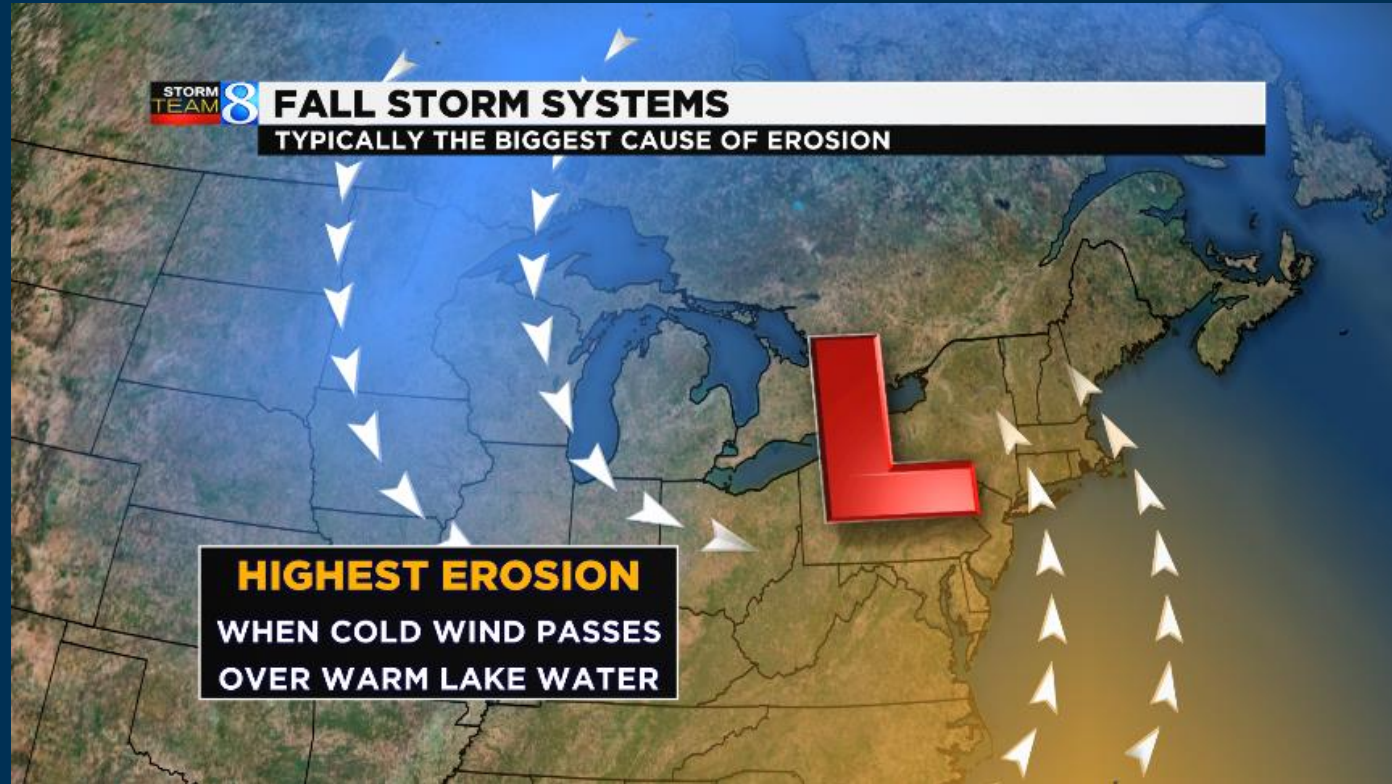 STORM
TEAM 8
FALL STORM SYSTEMS
TYPICALLY THE BIGGEST CAUSE OF EROSION
L
HIGHEST EROSION
WHEN COLD WIND PASSES
OVER WARM LAKE WATER